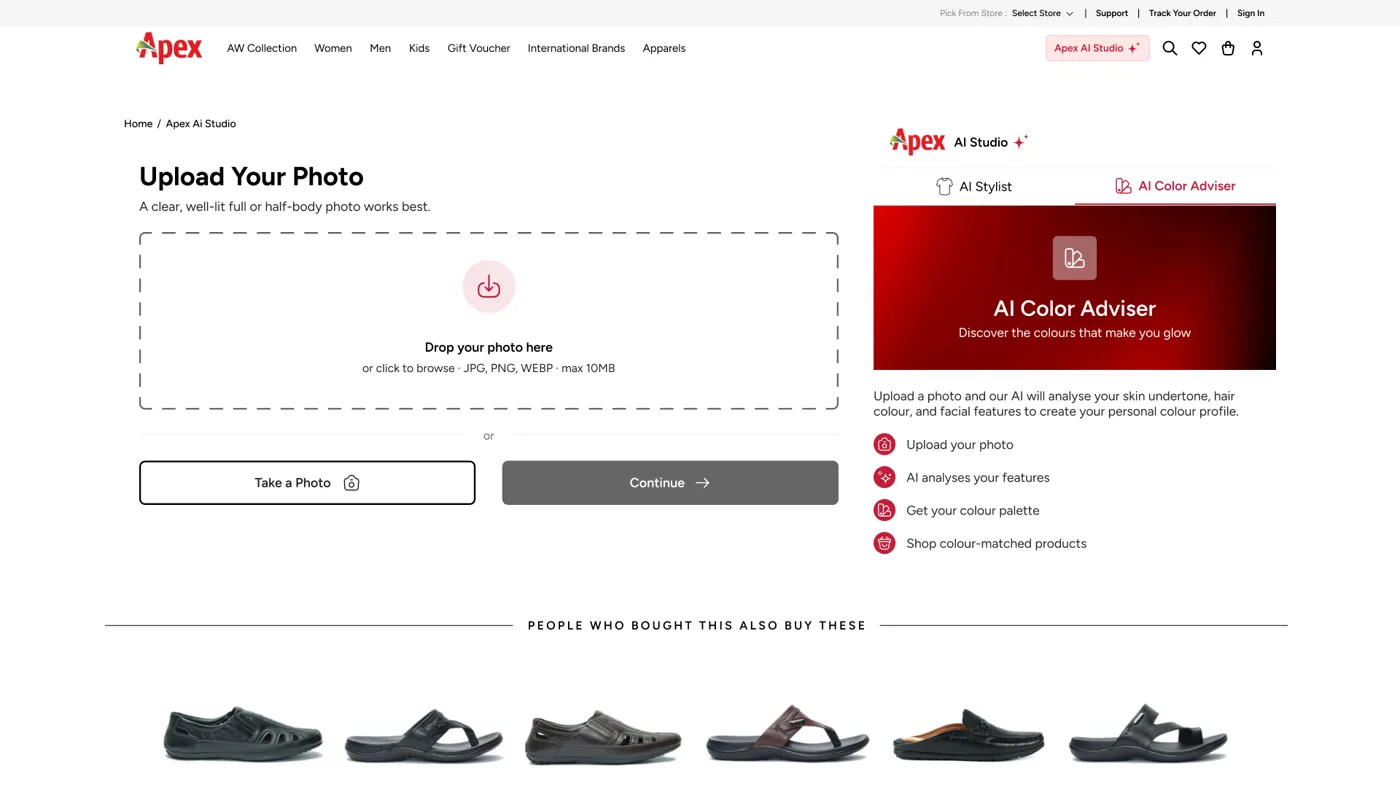 Pick From Store : Select Store | Support | Track Your Order | Sign In
Apex AW Collection Women Men Kids Gift Voucher International Brands Apparels Apex AI Studio
Home / Apex Ai Studio
Upload Your Photo
A clear, well-lit full or half-body photo works best.
Drop your photo here
or click to browse · JPG, PNG, WEBP · max 10MB
or
Take a Photo
Continue
Apex AI Studio
AI Stylist
AI Color Adviser
AI Color Adviser
Discover the colours that make you glow
Upload a photo and our AI will analyse your skin undertone, hair
colour, and facial features to create your personal colour profile.
Upload your photo
AI analyses your features
Get your colour palette
Shop colour-matched products
PEOPLE WHO BOUGHT THIS ALSO BUY THESE